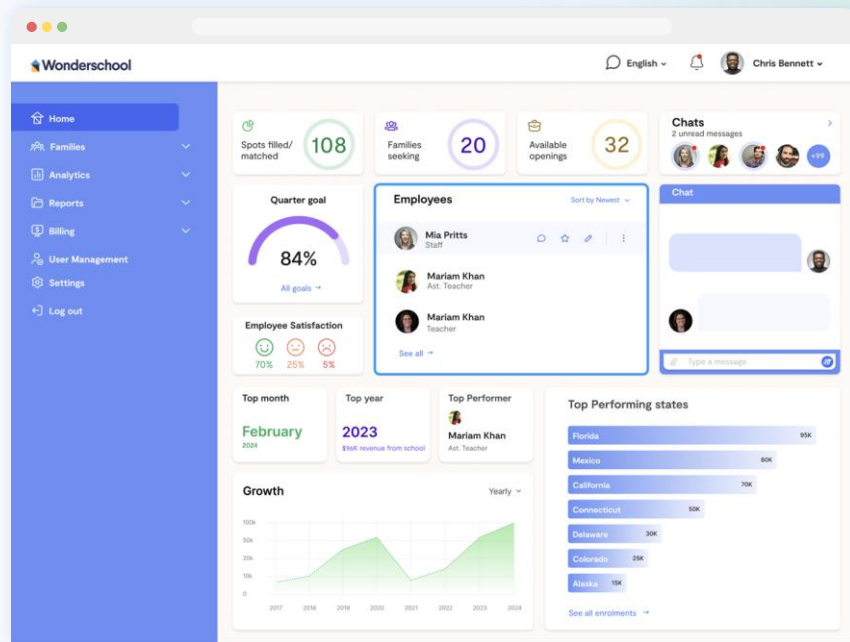 Wonderschool
English
Chris Bennett
Home
Families
Analytics
Reports
Billing
User Management
Settings
Log out
Spots filled/
matched
108
Families
seeking
20
Available
openings
32
Chats
2 unread messages
+99
Quarter goal
84%
All goals →
Employees
Sort by Newest
Mia Pritts
Staff
Mariam Khan
Ast. Teacher
Mariam Khan
Teacher
See all →
Chat
Type a message
Employee Satisfaction
70%
25%
5%
Top month
February
2024
Top year
2023
$96K revenue from school
Top Performer
Mariam Khan
Ast. Teacher
Top Performing states
Florida 95K
Mexico 80K
California 70K
Connecticut 50K
Delaware 30K
Colorado 25K
Alaska 15K
See all enrolments →
Growth
Yearly
100k
50k
20k
10k
0
2017 2018 2019 2020 2021 2022 2023 2024